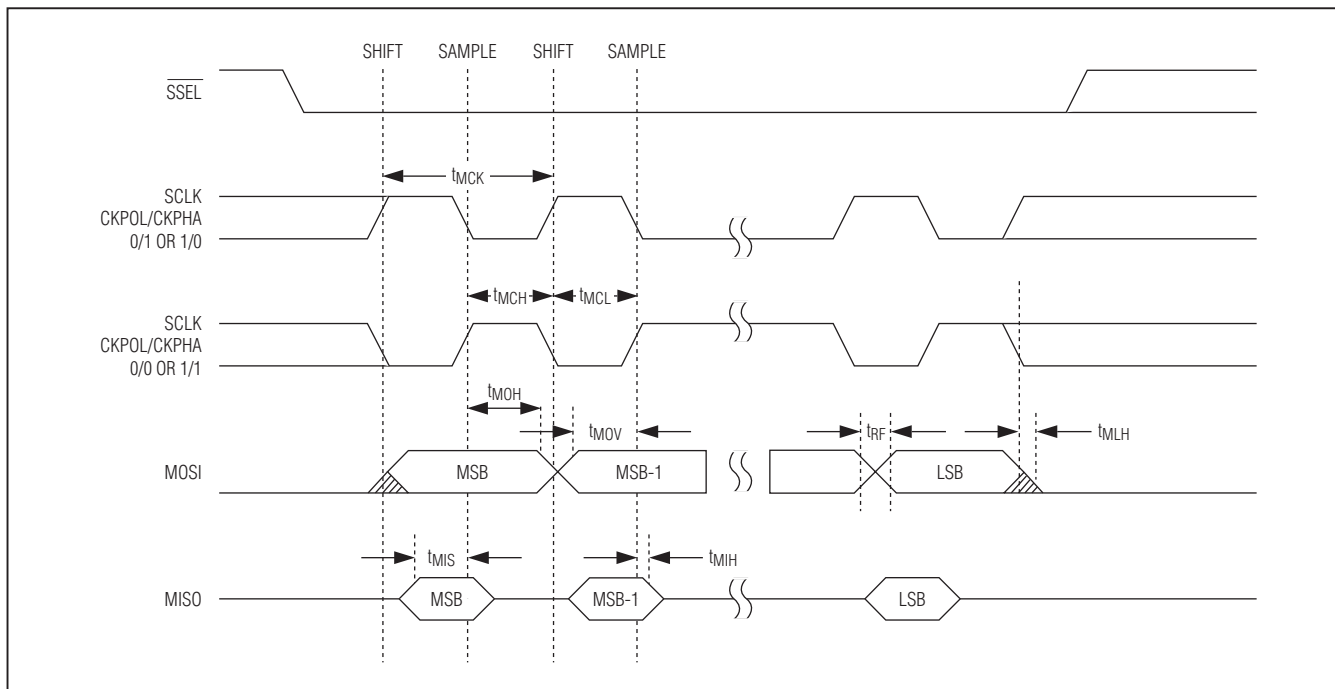 SHIFT SAMPLE SHIFT SAMPLE
SSEL
tMCK
SCLK
CKPOL/CKPHA
0/1 OR 1/0
tMCH tMCL
SCLK
CKPOL/CKPHA
0/0 OR 1/1
tMOH
tMOV tRF tMLH
MOSI MSB MSB-1 LSB
tMIS tMIH
MISO MSB MSB-1 LSB